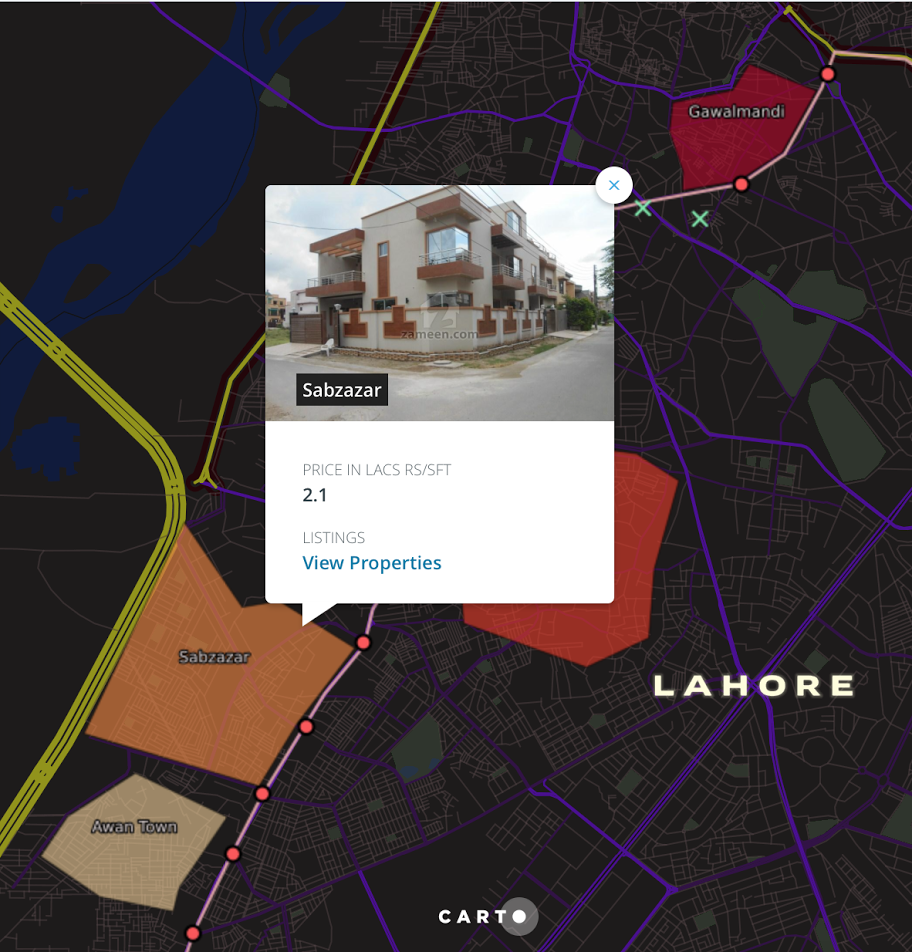 Gawalmandi
zameen.com
Sabzazar
PRICE IN LACS RS/SFT
2.1
LISTINGS
View Properties
Sabzazar
LAHORE
Awan Town
CARTO